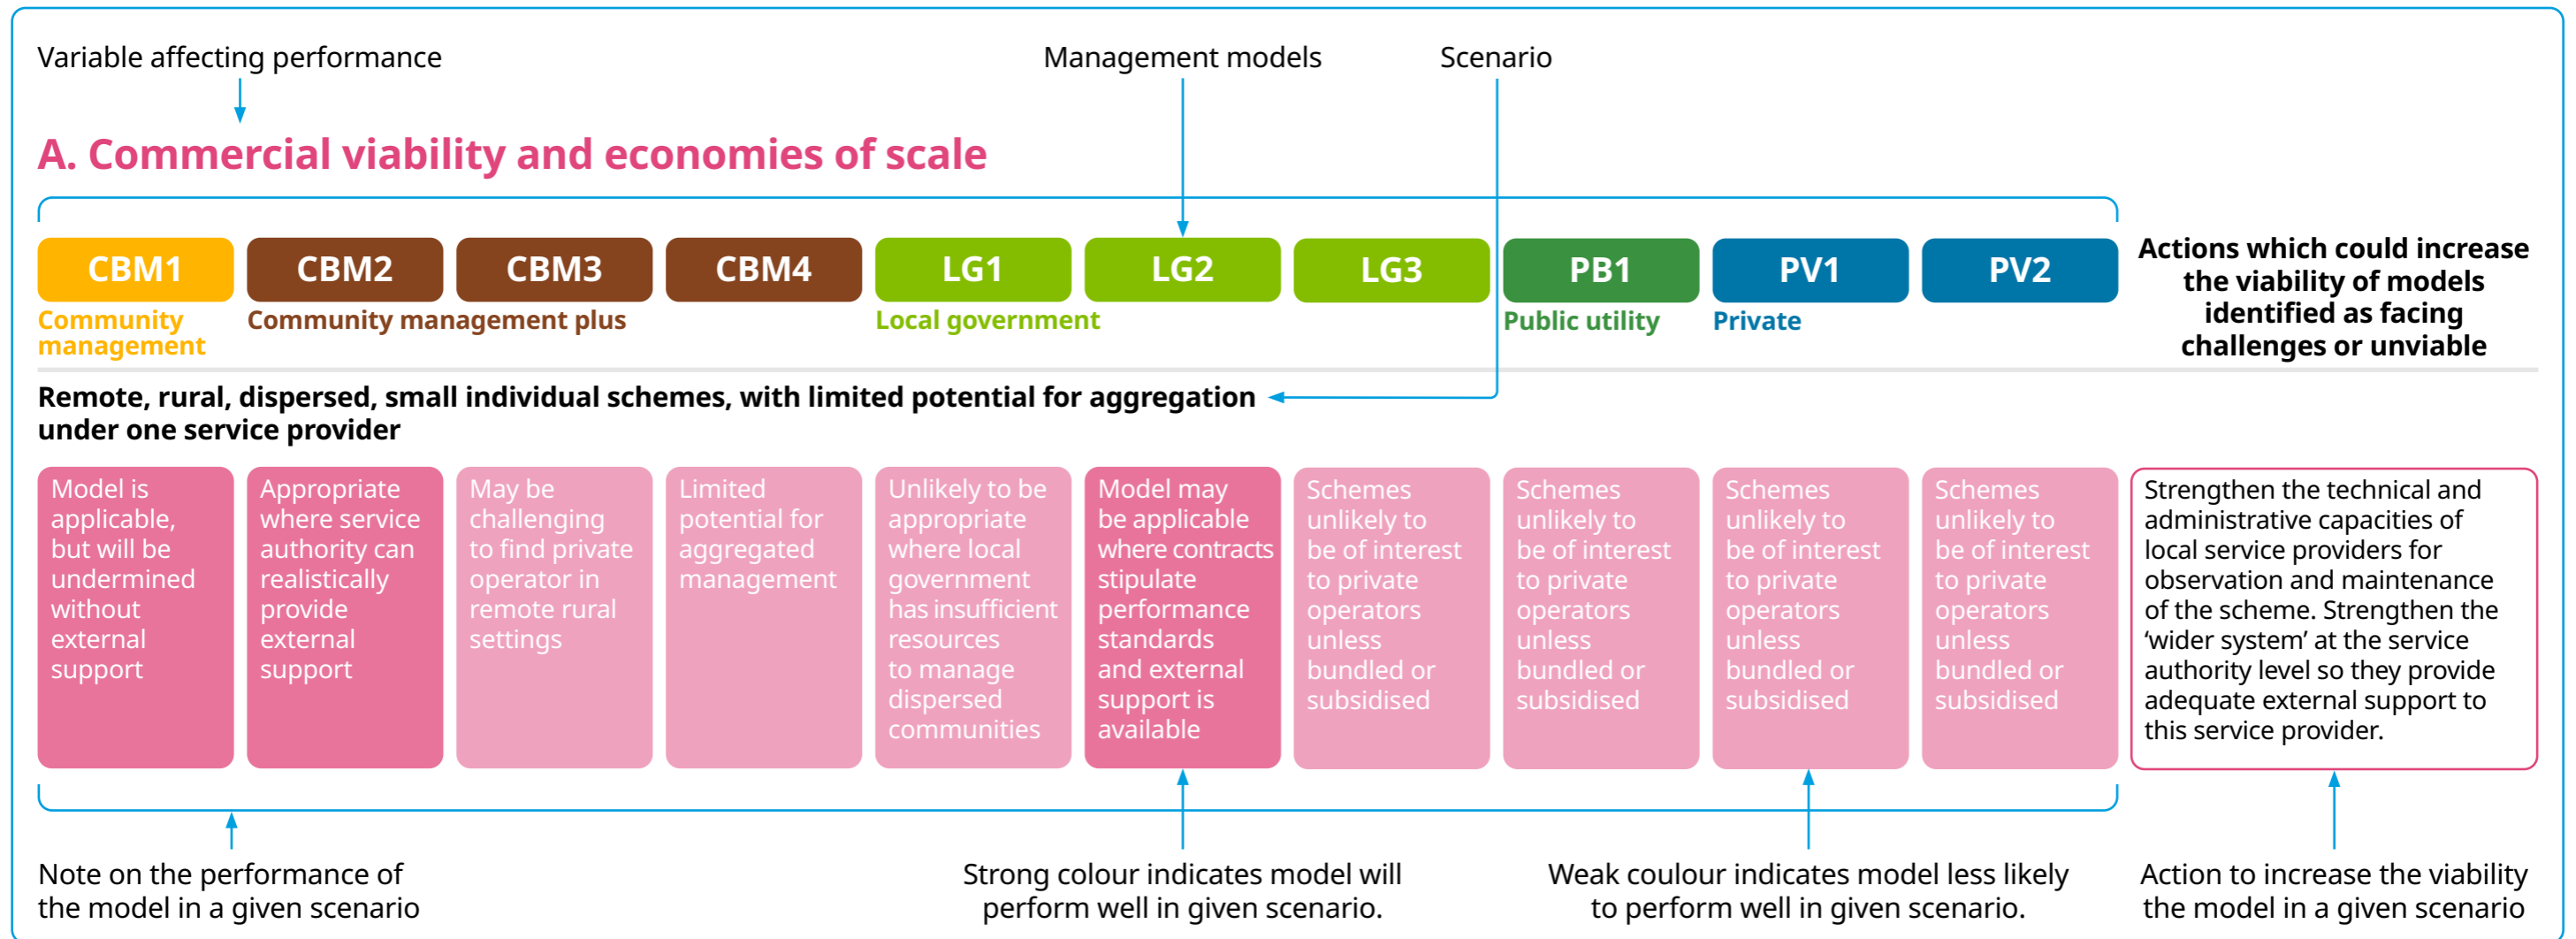 Variable affecting performance
Management models
Scenario
A. Commercial viability and economies of scale
CBM1
CBM2
CBM3
CBM4
LG1
LG2
LG3
PB1
PV1
PV2
Community
management
Community management plus
Local government
Public utility
Private
Actions which could increase
the viability of models
identified as facing
challenges or unviable
Remote, rural, dispersed, small individual schemes, with limited potential for aggregation
under one service provider
Model is
applicable,
but will be
undermined
without
external
support
Appropriate
where service
authority can
realistically
provide
external
support
May be
challenging
to find private
operator in
remote rural
settings
Limited
potential for
aggregated
management
Unlikely to be
appropriate
where local
government
has insufficient
resources
to manage
dispersed
communities
Model may
be applicable
where contracts
stipulate
performance
standards
and external
support is
available
Schemes
unlikely to
be of interest
to private
operators
unless
bundled or
subsidised
Schemes
unlikely to
be of interest
to private
operators
unless
bundled or
subsidised
Schemes
unlikely to
be of interest
to private
operators
unless
bundled or
subsidised
Schemes
unlikely to
be of interest
to private
operators
unless
bundled or
subsidised
Strengthen the technical and
administrative capacities of
local service providers for
observation and maintenance
of the scheme. Strengthen the
‘wider system’ at the service
authority level so they provide
adequate external support to
this service provider.
Note on the performance of
the model in a given scenario
Strong colour indicates model will
perform well in given scenario.
Weak coulour indicates model less likely
to perform well in given scenario.
Action to increase the viability
the model in a given scenario